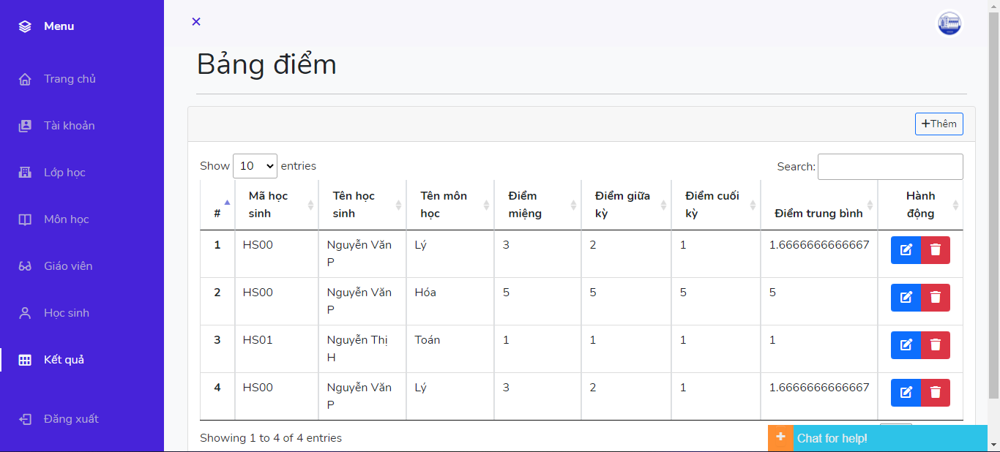 Menu
Trang chủ
Tài khoản
Lớp học
Môn học
Giáo viên
Học sinh
Kết quả
Đăng xuất
Bảng điểm
Thêm
Show 10 entries
Search:
# Mã học sinh Tên học sinh Tên môn học Điểm miệng Điểm giữa kỳ Điểm cuối kỳ Điểm trung bình Hành động
1 HS00 Nguyễn Văn P Lý 3 2 1 1.6666666666667
2 HS00 Nguyễn Văn P Hóa 5 5 5 5
3 HS01 Nguyễn Thị H Toán 1 1 1 1
4 HS00 Nguyễn Văn P Lý 3 2 1 1.6666666666667
Showing 1 to 4 of 4 entries
+ Chat for help!